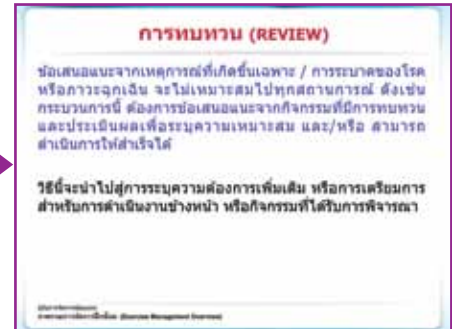 การทบทวน (REVIEW)
ข้อเสนอแนะจากเหตุการณ์ที่เกิดขึ้นเฉพาะ / การระบาดของโรค
หรือภาวะฉุกเฉิน จะไม่เหมาะสมไปทุกสถานการณ์ ดังเช่น
กระบวนการนี้ ต้องการข้อเสนอแนะจากกิจกรรมที่มีการทบทวน
และประเมินผลเพื่อระบุความเหมาะสม และ/หรือ สามารถ
ดำเนินการให้สำเร็จได้
วิธีนี้จะนำไปสู่การระบุความต้องการเพิ่มเติม หรือการเตรียมการ
สำหรับการดำเนินงานข้างหน้า หรือกิจกรรมที่ได้รับการพิจารณา
(Exercise Management Overview)